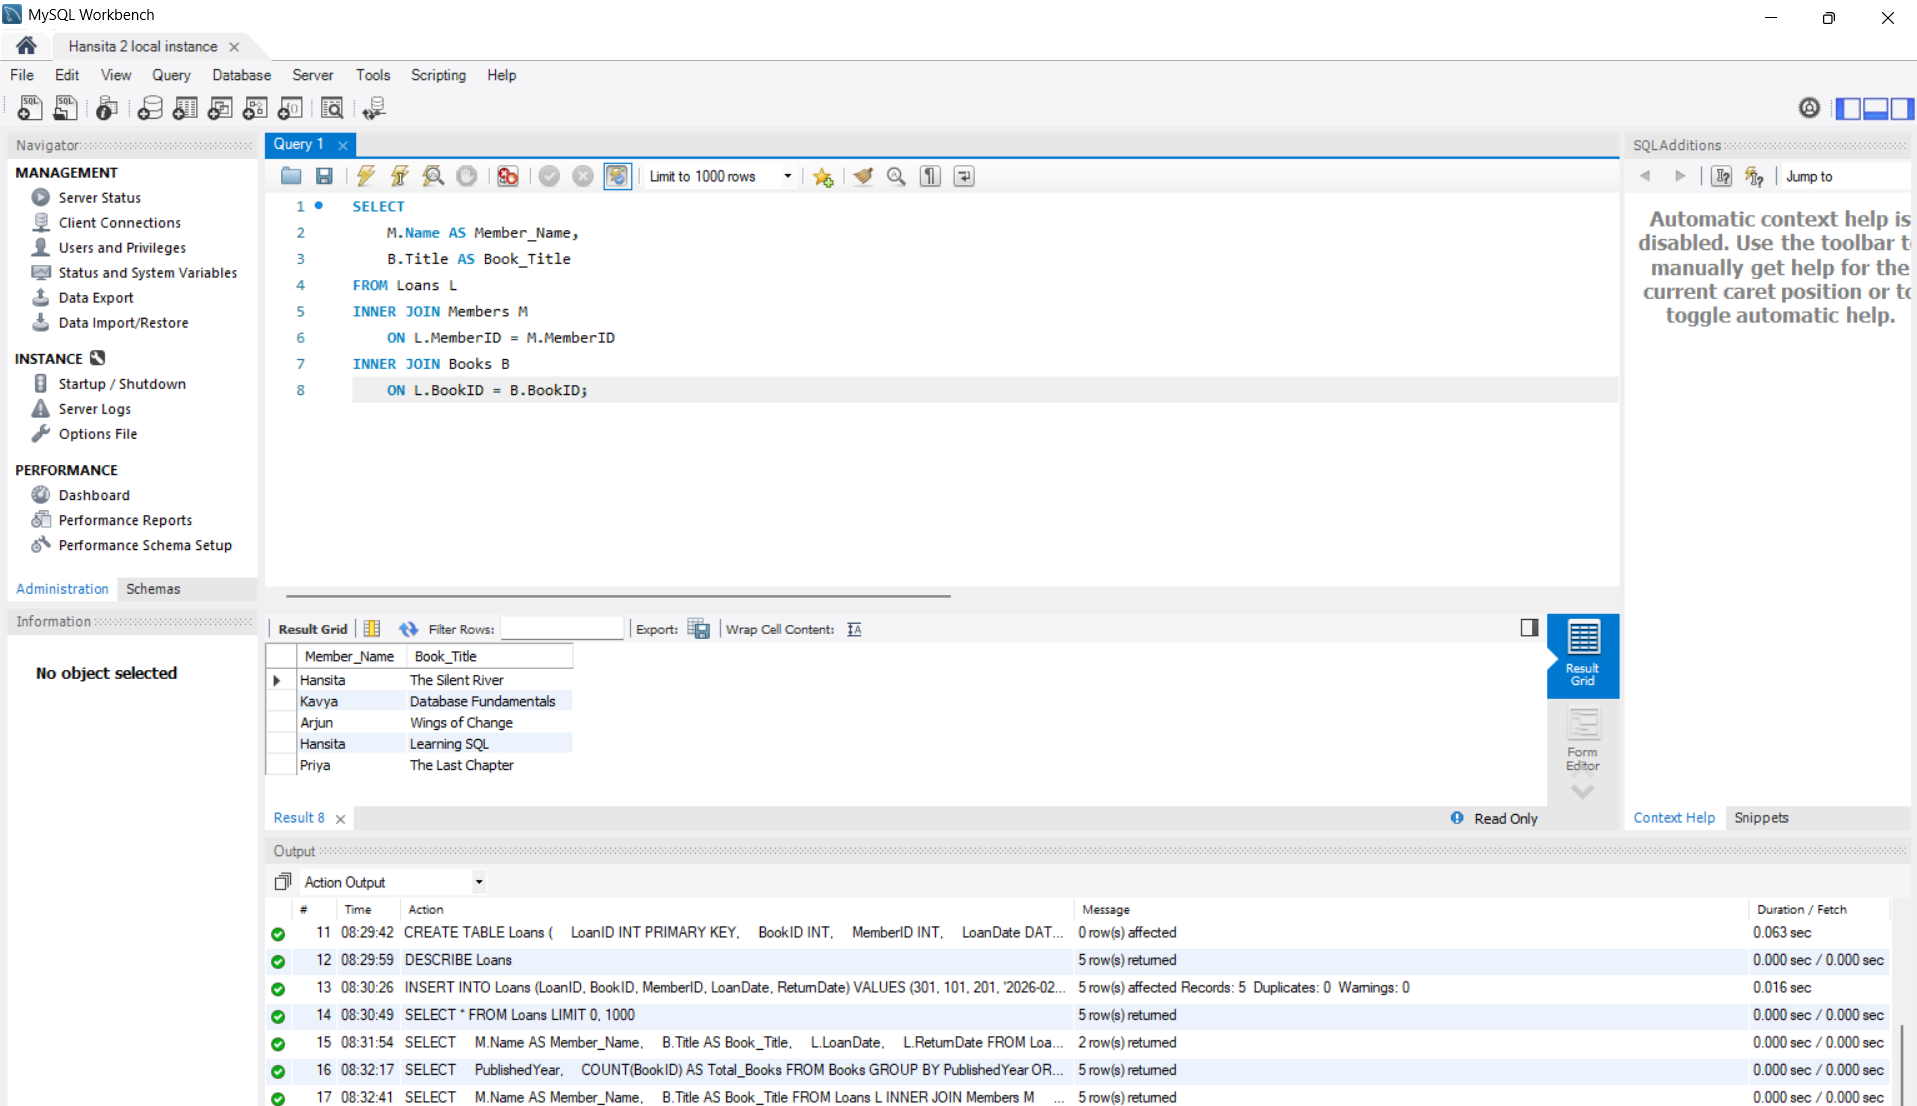 MySQL Workbench
Hansita 2 local instance
File Edit View Query Database Server Tools Scripting Help
Navigator
MANAGEMENT
Server Status
Client Connections
Users and Privileges
Status and System Variables
Data Export
Data Import/Restore
INSTANCE
Startup / Shutdown
Server Logs
Options File
PERFORMANCE
Dashboard
Performance Reports
Performance Schema Setup
Administration Schemas
Information
No object selected
Query 1
Limit to 1000 rows
1 SELECT
2 M.Name AS Member_Name,
3 B.Title AS Book_Title
4 FROM Loans L
5 INNER JOIN Members M
6 ON L.MemberID = M.MemberID
7 INNER JOIN Books B
8 ON L.BookID = B.BookID;
Result Grid Filter Rows: Export: Wrap Cell Content:
Member_Name Book_Title
Hansita The Silent River
Kavya Database Fundamentals
Arjun Wings of Change
Hansita Learning SQL
Priya The Last Chapter
Result
Grid
Form
Editor
Result 8 Read Only
SQLAdditions
Jump to
Automatic context help is
disabled. Use the toolbar t
manually get help for the
current caret position or to
toggle automatic help.
Context Help Snippets
Output
Action Output
# Time Action Message Duration / Fetch
11 08:29:42 CREATE TABLE Loans ( LoanID INT PRIMARY KEY, BookID INT, MemberID INT, LoanDate DAT... 0 row(s) affected 0.063 sec
12 08:29:59 DESCRIBE Loans 5 row(s) returned 0.000 sec / 0.000 sec
13 08:30:26 INSERT INTO Loans (LoanID, BookID, MemberID, LoanDate, ReturnDate) VALUES (301, 101, 201, '2026-02... 5 row(s) affected Records: 5 Duplicates: 0 Warnings: 0 0.016 sec
14 08:30:49 SELECT * FROM Loans LIMIT 0, 1000 5 row(s) returned 0.000 sec / 0.000 sec
15 08:31:54 SELECT M.Name AS Member_Name, B.Title AS Book_Title, L.LoanDate, L.ReturnDate FROM Loa... 2 row(s) returned 0.000 sec / 0.000 sec
16 08:32:17 SELECT PublishedYear, COUNT(BookID) AS Total_Books FROM Books GROUP BY PublishedYear OR... 5 row(s) returned 0.000 sec / 0.000 sec
17 08:32:41 SELECT M.Name AS Member_Name, B.Title AS Book_Title FROM Loans L INNER JOIN Members M ... 5 row(s) returned 0.000 sec / 0.000 sec